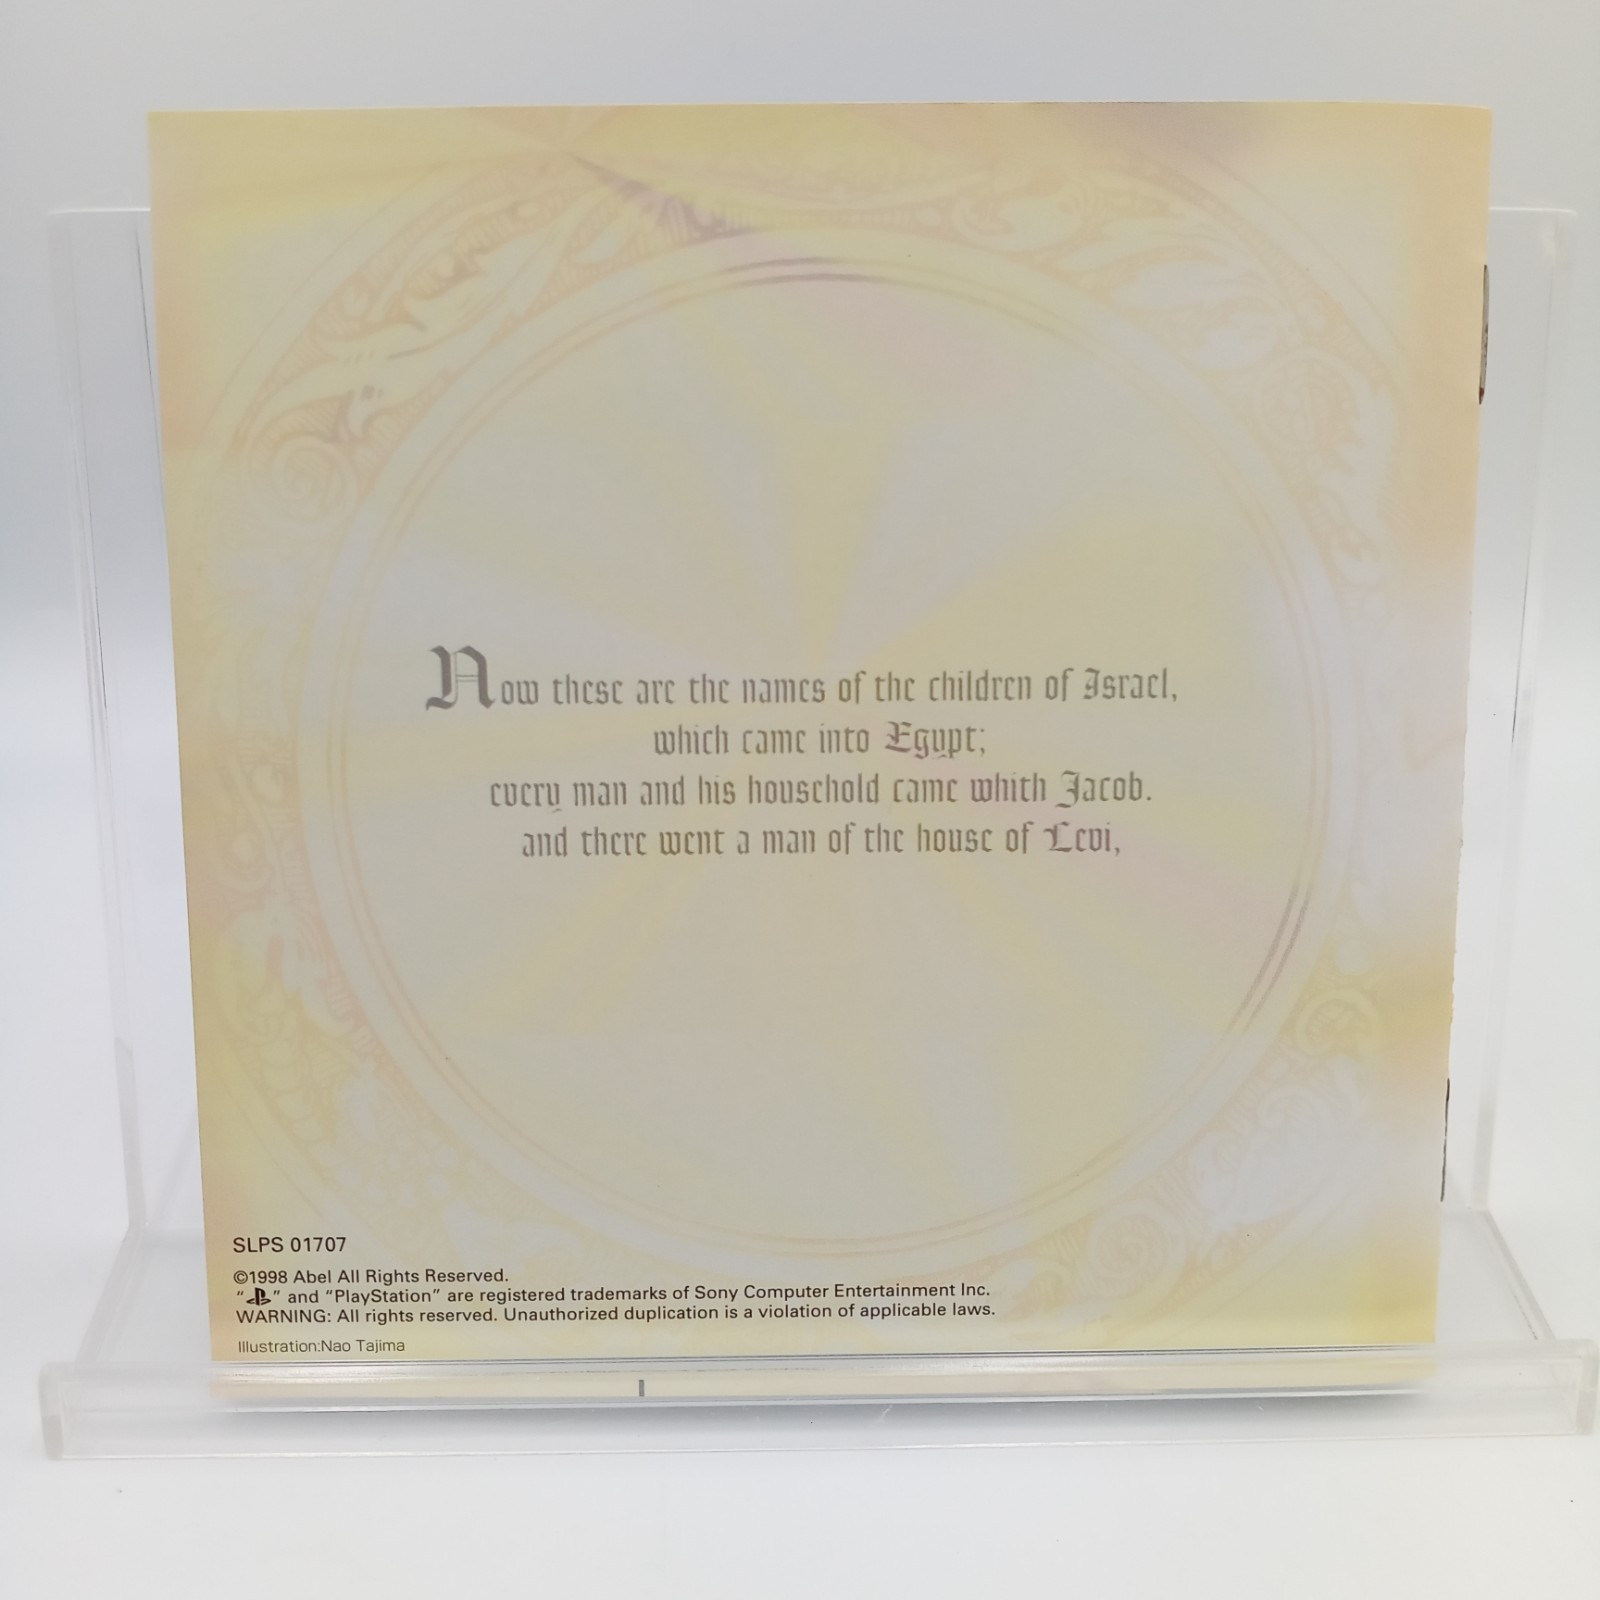 Now these are the names of the children of Israel,
which came into Egypt;
every man and his household came whith Jacob.
and there went a man of the house of Levi,
SLPS 01707
©1998 Abel All Rights Reserved.
“ ” and “PlayStation” are registered trademarks of Sony Computer Entertainment Inc.
WARNING: All rights reserved. Unauthorized duplication is a violation of applicable laws.
Illustration:Nao Tajima